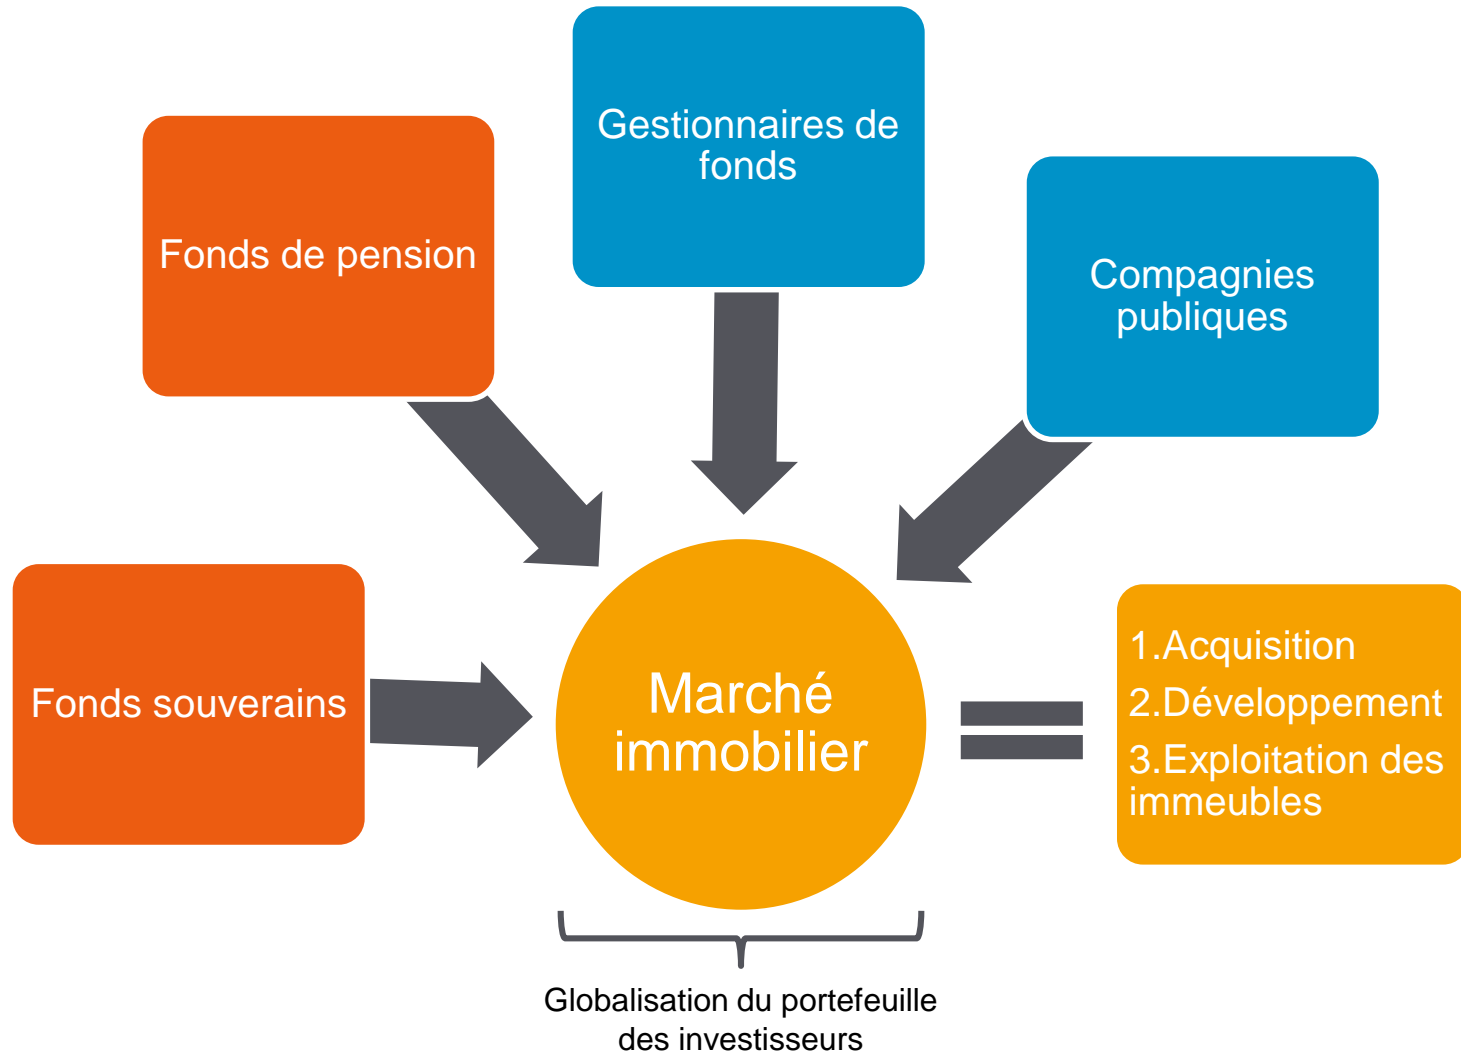 Gestionnaires de
fonds
Fonds de pension
Compagnies
publiques
Fonds souverains
Marché
immobilier
1.Acquisition
2.Développement
3.Exploitation des
immeubles
Globalisation du portefeuille
des investisseurs